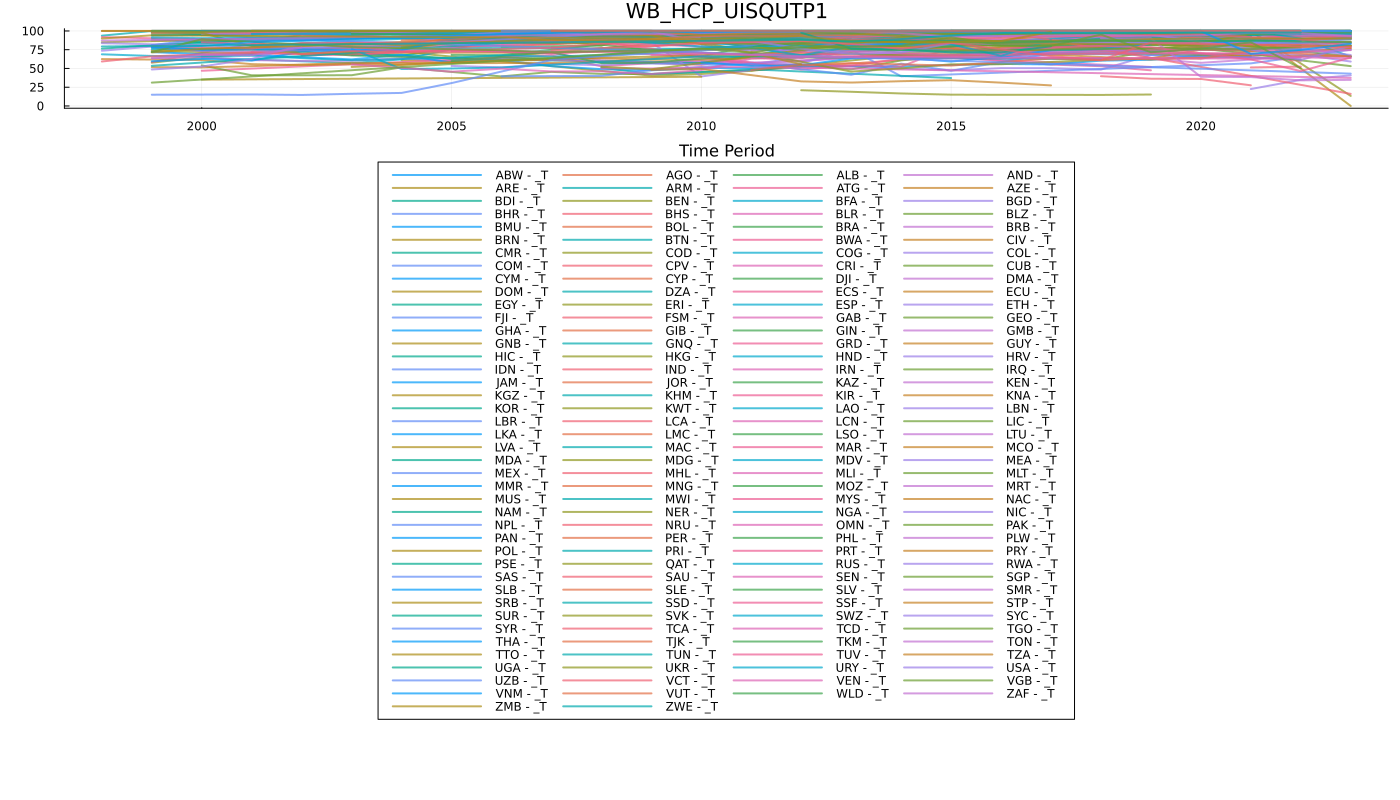 WB_HCP_UISQUTP1
100
75
50
25
0
2000 2005 2010 2015 2020
Time Period
ABW - _T AGO - _T ALB - _T AND - _T
ARE - _T ARM - _T ATG - _T AZE - _T
BDI - _T BEN - _T BFA - _T BGD - _T
BHR - _T BHS - _T BLR - _T BLZ - _T
BMU - _T BOL - _T BRA - _T BRB - _T
BRN - _T BTN - _T BWA - _T CIV - _T
CMR - _T COD - _T COG - _T COL - _T
COM - _T CPV - _T CRI - _T CUB - _T
CYM - _T CYP - _T DJI - _T DMA - _T
DOM - _T DZA - _T ECS - _T ECU - _T
EGY - _T ERI - _T ESP - _T ETH - _T
FJI - _T FSM - _T GAB - _T GEO - _T
GHA - _T GIB - _T GIN - _T GMB - _T
GNB - _T GNQ - _T GRD - _T GUY - _T
HIC - _T HKG - _T HND - _T HRV - _T
IDN - _T IND - _T IRN - _T IRQ - _T
JAM - _T JOR - _T KAZ - _T KEN - _T
KGZ - _T KHM - _T KIR - _T KNA - _T
KOR - _T KWT - _T LAO - _T LBN - _T
LBR - _T LCA - _T LCN - _T LIC - _T
LKA - _T LMC - _T LSO - _T LTU - _T
LVA - _T MAC - _T MAR - _T MCO - _T
MDA - _T MDG - _T MDV - _T MEA - _T
MEX - _T MHL - _T MLI - _T MLT - _T
MMR - _T MNG - _T MOZ - _T MRT - _T
MUS - _T MWI - _T MYS - _T NAC - _T
NAM - _T NER - _T NGA - _T NIC - _T
NPL - _T NRU - _T OMN - _T PAK - _T
PAN - _T PER - _T PHL - _T PLW - _T
POL - _T PRI - _T PRT - _T PRY - _T
PSE - _T QAT - _T RUS - _T RWA - _T
SAS - _T SAU - _T SEN - _T SGP - _T
SLB - _T SLE - _T SLV - _T SMR - _T
SRB - _T SSD - _T SSF - _T STP - _T
SUR - _T SVK - _T SWZ - _T SYC - _T
SYR - _T TCA - _T TCD - _T TGO - _T
THA - _T TJK - _T TKM - _T TON - _T
TTO - _T TUN - _T TUV - _T TZA - _T
UGA - _T UKR - _T URY - _T USA - _T
UZB - _T VCT - _T VEN - _T VGB - _T
VNM - _T VUT - _T WLD - _T ZAF - _T
ZMB - _T ZWE - _T